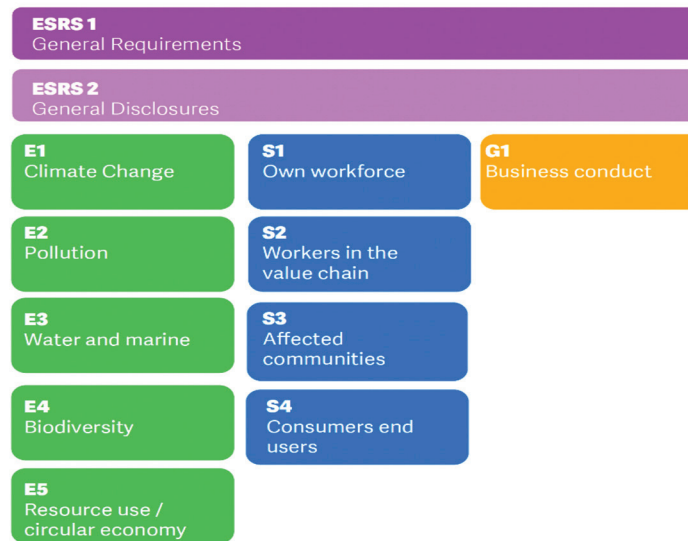 ESRS 1
General Requirements
ESRS 2
General Disclosures
E1
Climate Change
E2
Pollution
E3
Water and marine
E4
Biodiversity
E5
Resource use /
circular economy
S1
Own workforce
S2
Workers in the
value chain
S3
Affected
communities
S4
Consumers end
users
G1
Business conduct